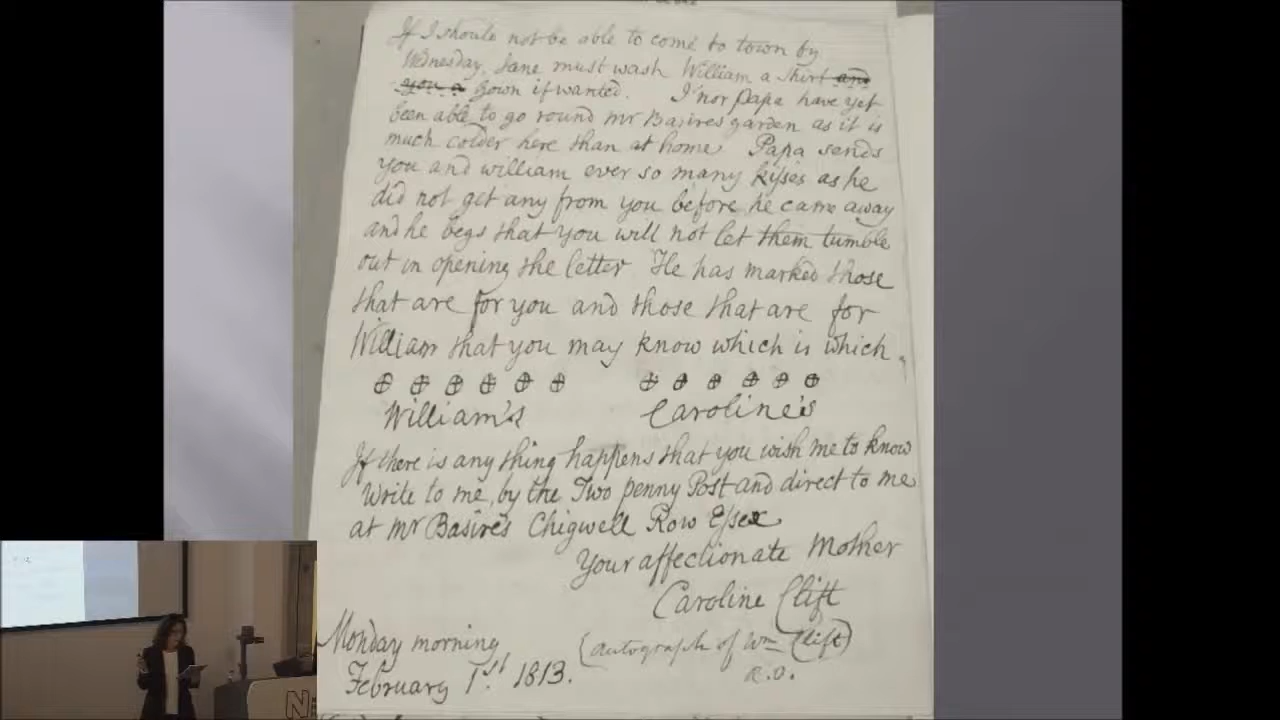 If I should not be able to come to town by
Wednesday, Jane must wash William a shirt and
you a gown if wanted. I nor Papa have yet
been able to go round Mr Basires garden as it is
much colder here than at home Papa sends
you and william ever so many kisses as he
did not get any from you before he came away
and he begs that you will not let them tumble
out in opening the letter. He has marked those
that are for you and those that are for
William that you may know which is which.
William's Caroline's
If there is any thing happens that you wish me to know
Write to me, by the Two penny Post and direct to me
at Mr Basire's Chigwell Row Essex
Your affectionate Mother
Caroline Clift
Monday morning (autograph of Wm Clift)
February 1st. 1813. R.O.
N